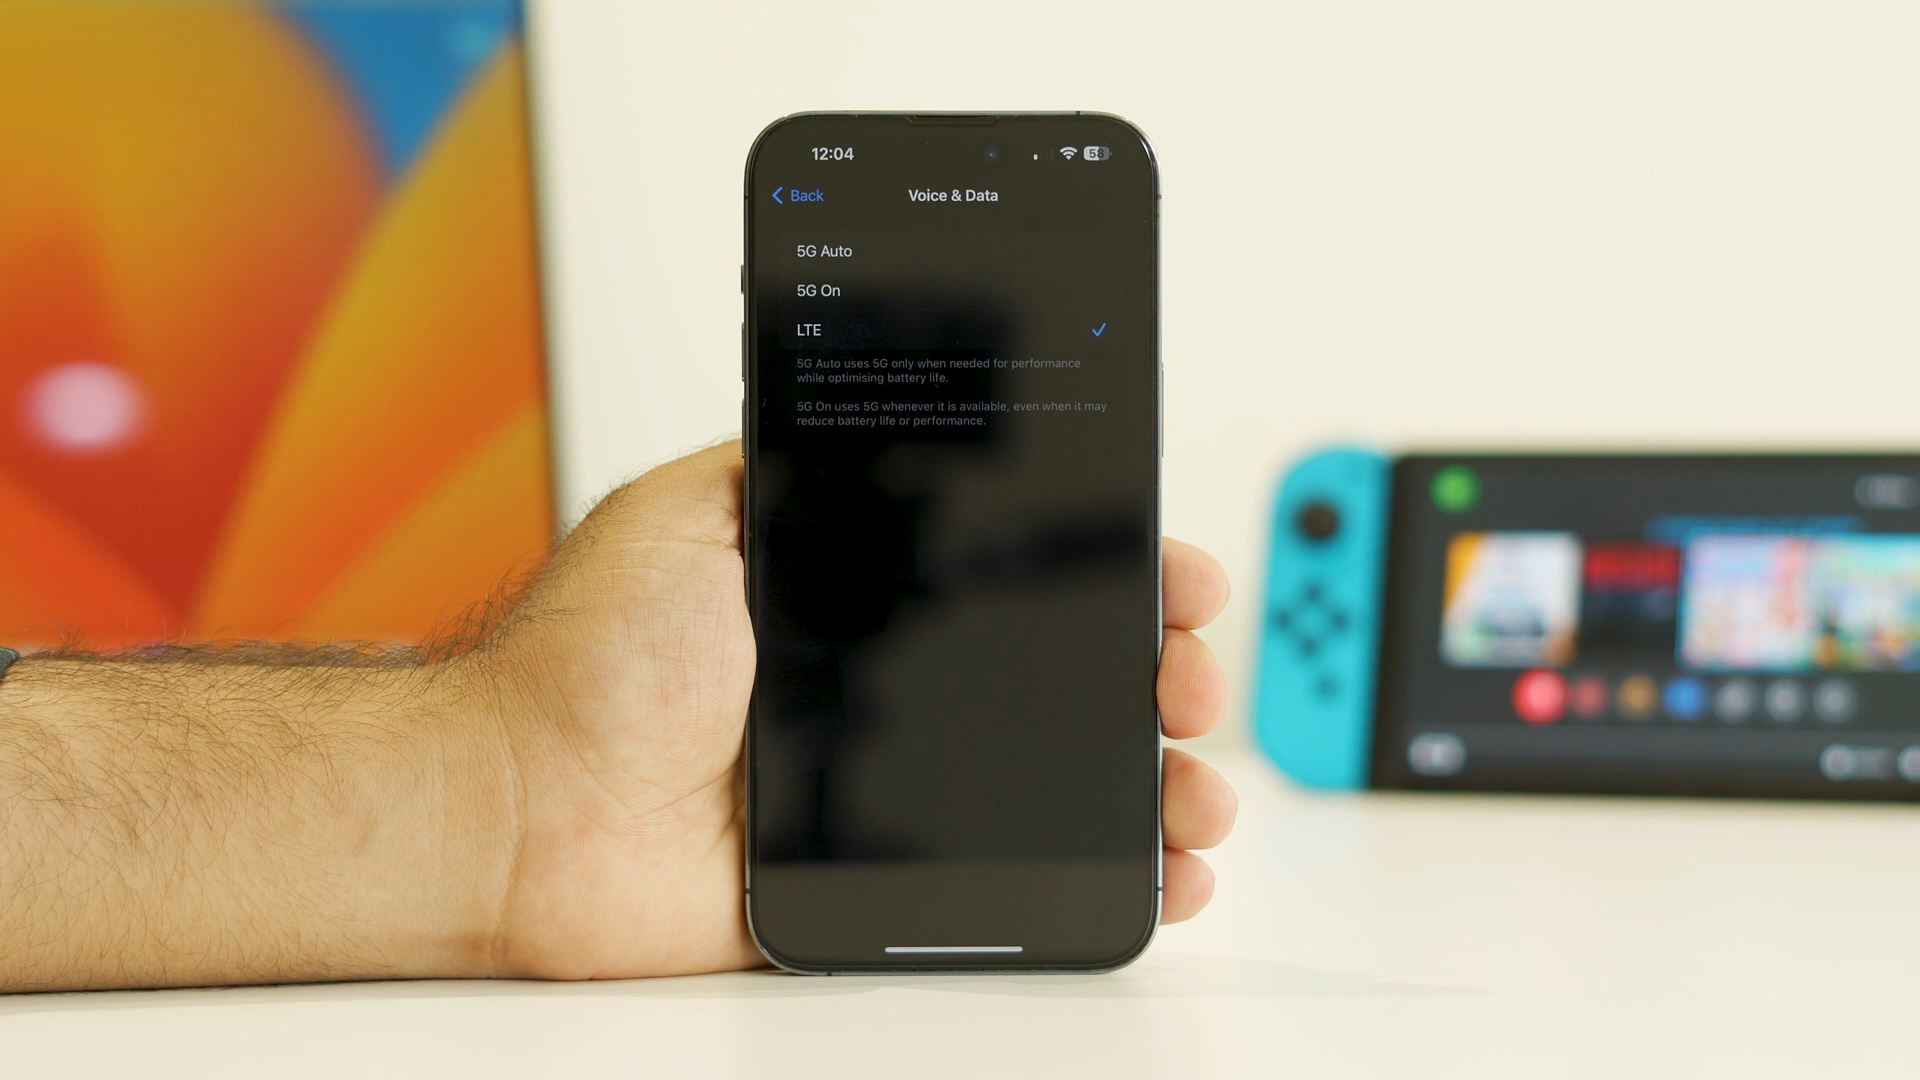 12:04
58
Back
Voice & Data
5G Auto
5G On
LTE
5G Auto uses 5G only when needed for performance
while optimising battery life.
5G On uses 5G whenever it is available, even when it may
reduce battery life or performance.